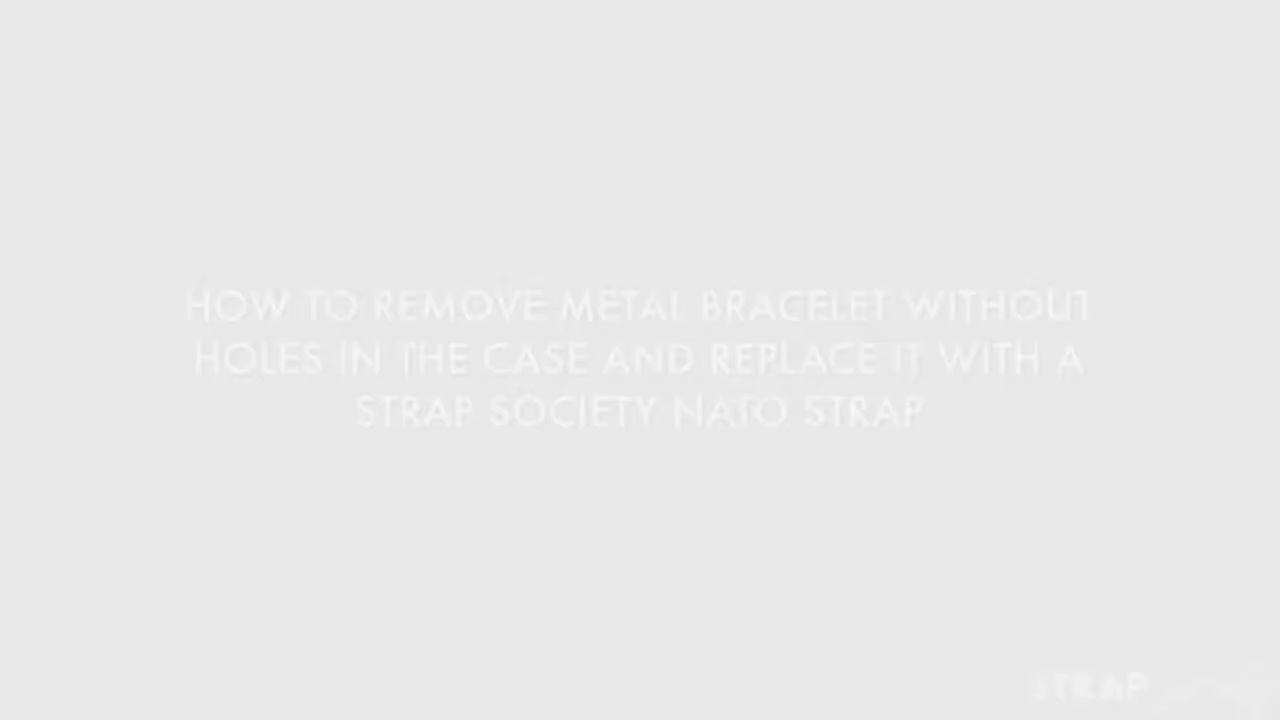 HOW TO REMOVE METAL BRACELET WITHOUT
HOLES IN THE CASE AND REPLACE IT WITH A
STRAP SOCIETY NATO STRAP
STRAP